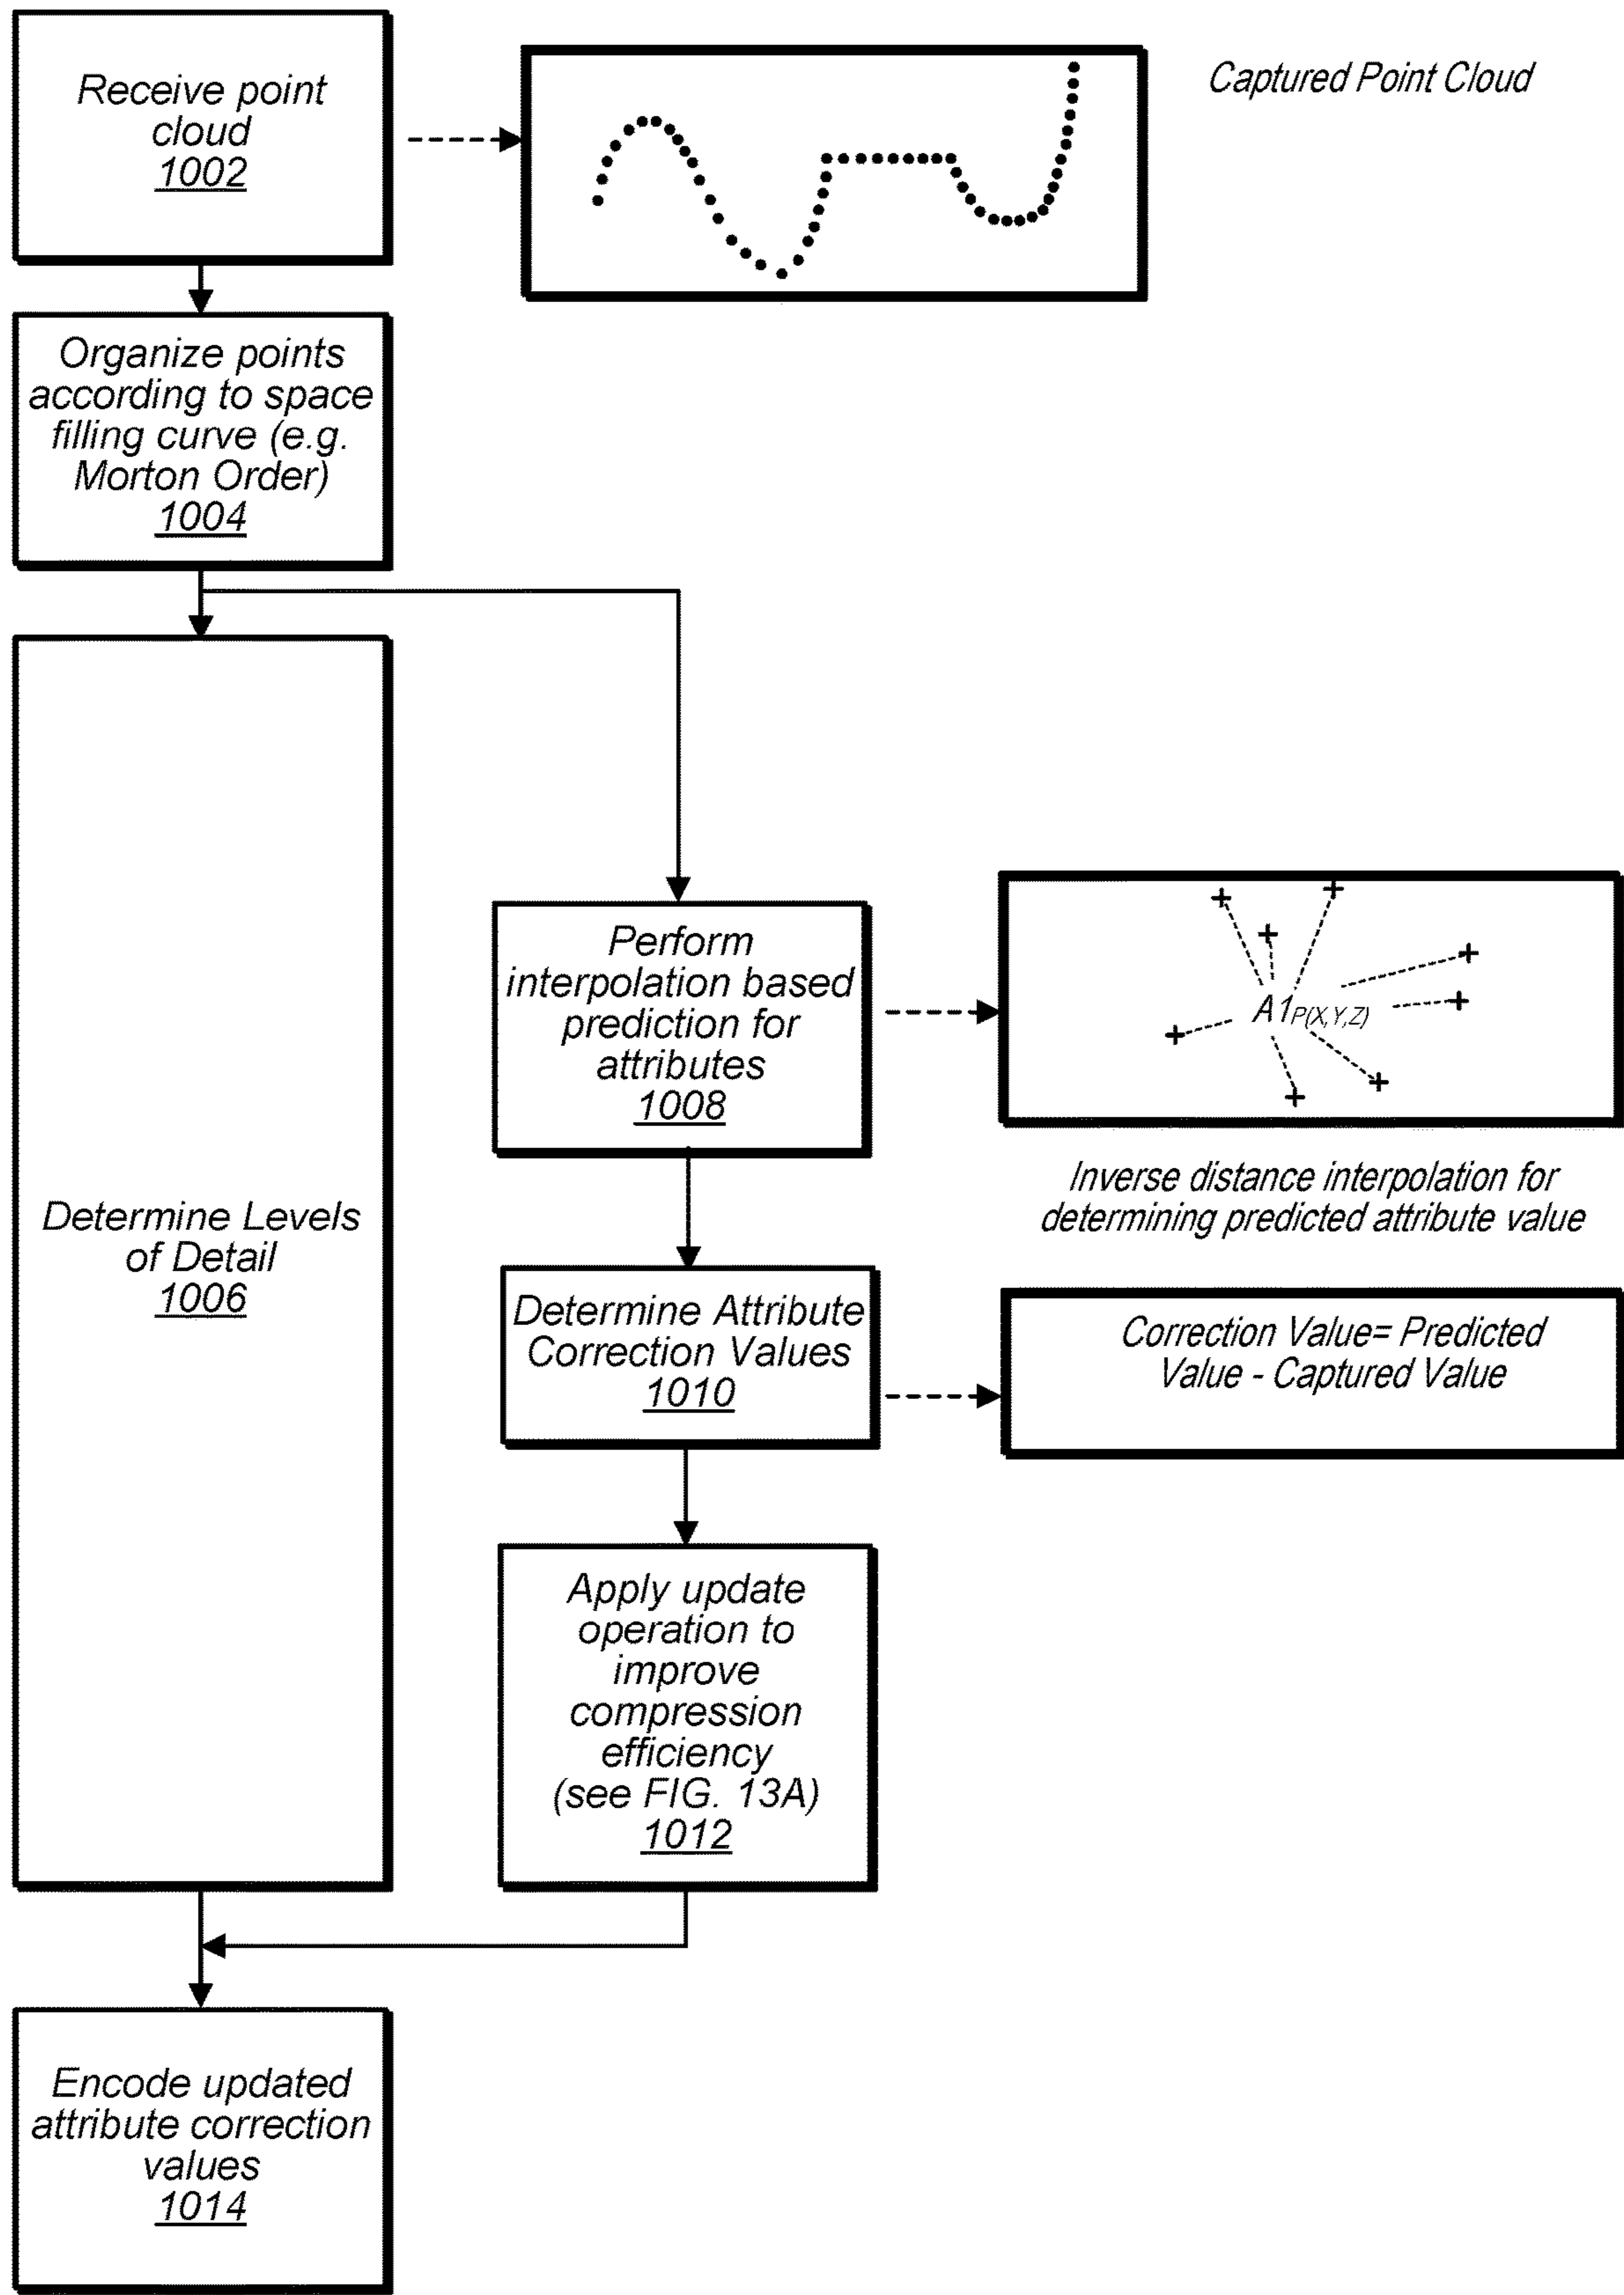 Receive point
cloud
1002
Captured Point Cloud
Organize points
according to space
filling curve (e.g.
Morton Order)
1004
Determine Levels
of Detail
1006
Perform
interpolation based
prediction for
attributes
1008
A1P(X,Y,Z)
Inverse distance interpolation for
determining predicted attribute value
Determine Attribute
Correction Values
1010
Correction Value= Predicted
Value - Captured Value
Apply update
operation to
improve
compression
efficiency
(see FIG. 13A)
1012
Encode updated
attribute correction
values
1014